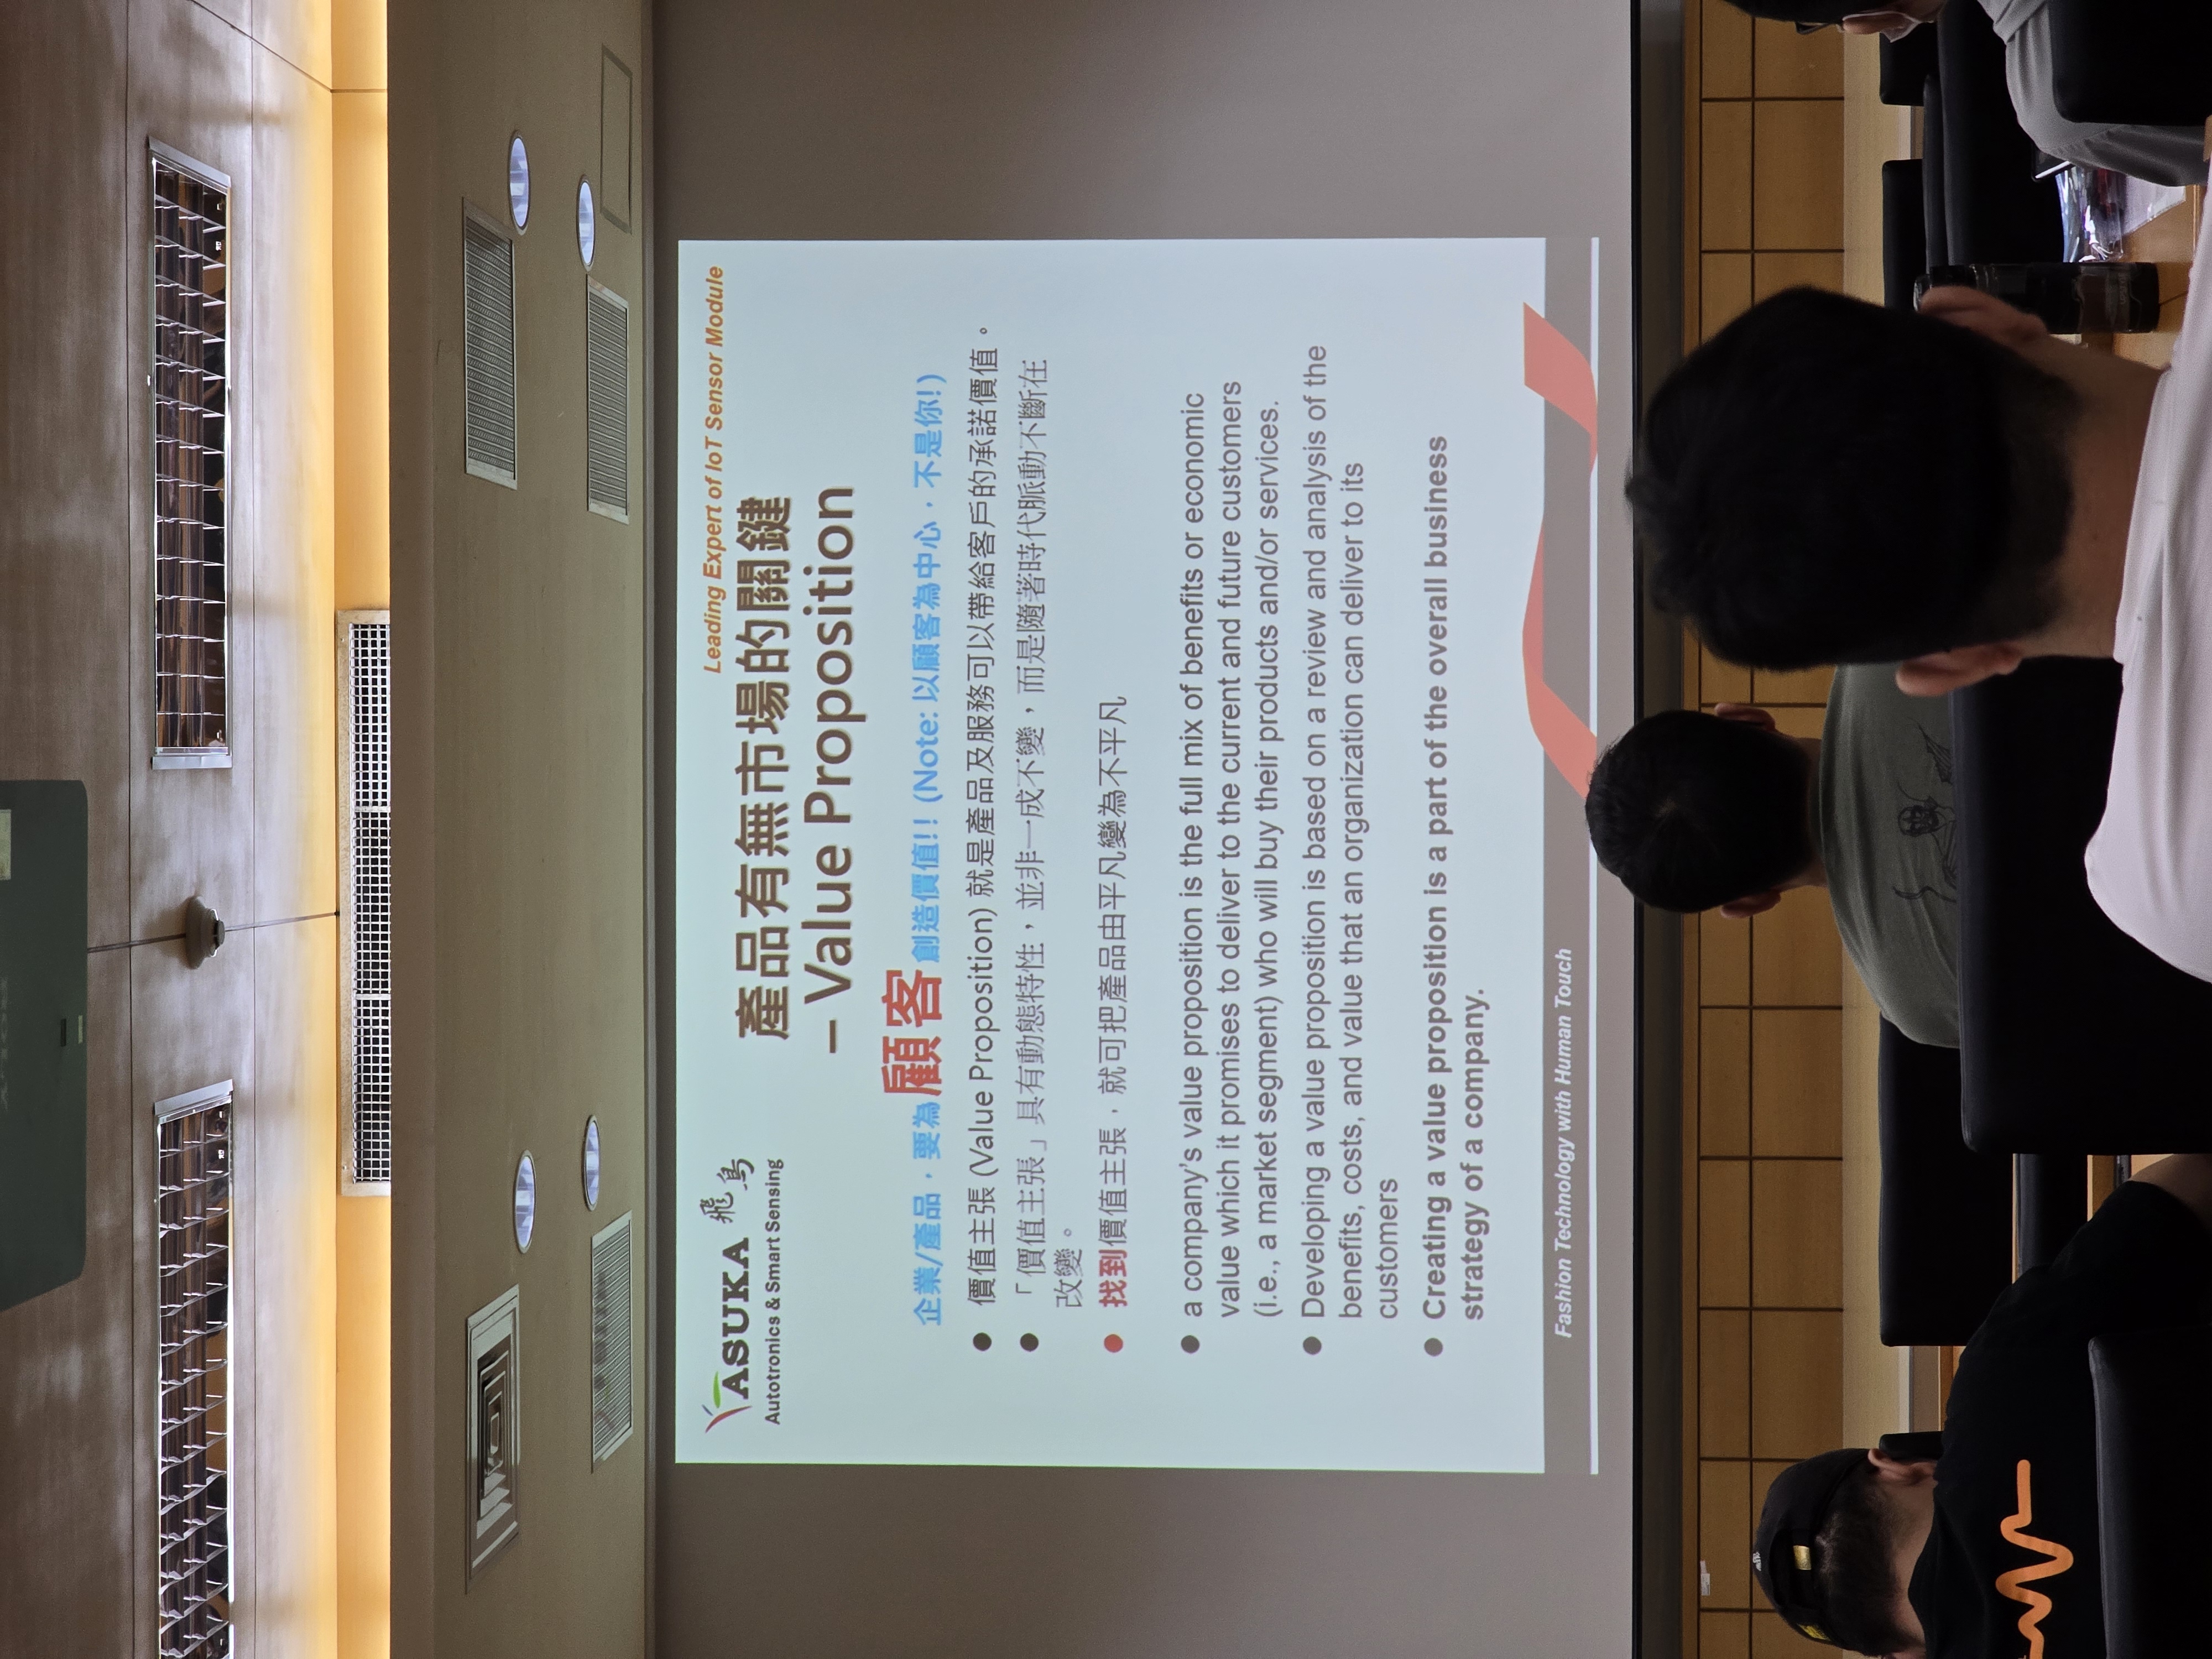 ASUKA 飛鳥
Autotronics & Smart Sensing
Leading Expert of IoT Sensor Module
產品有無市場的關鍵
– Value Proposition
企業/產品，要為顧客創造價值!! (Note: 以顧客為中心，不是你!)
● 價值主張 (Value Proposition) 就是產品及服務可以帶給客戶的承諾價值。
● 「價值主張」具有動態特性，並非一成不變，而是隨著時代脈動不斷在
改變。
● 找到價值主張，就可把產品由平凡變為不平凡
● a company's value proposition is the full mix of benefits or economic
value which it promises to deliver to the current and future customers
(i.e., a market segment) who will buy their products and/or services.
● Developing a value proposition is based on a review and analysis of the
benefits, costs, and value that an organization can deliver to its
customers
● Creating a value proposition is a part of the overall business
strategy of a company.
Fashion Technology with Human Touch